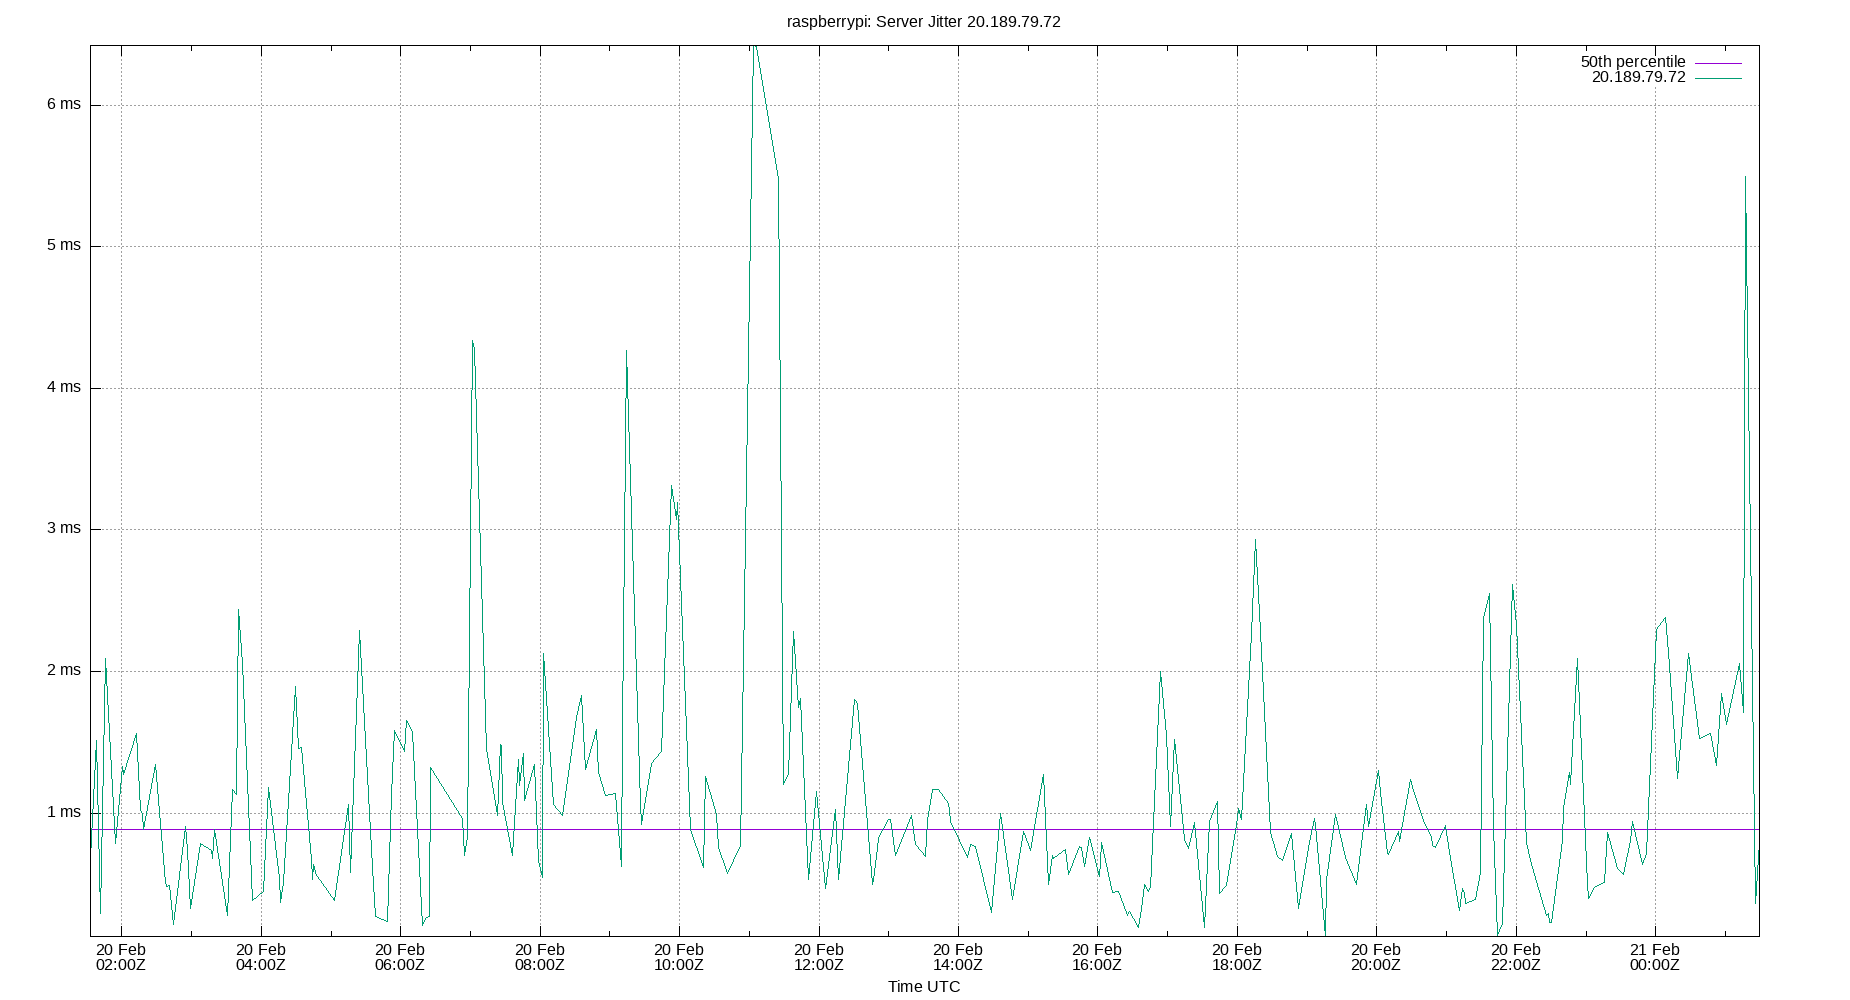 raspberrypi: Server Jitter 20.189.79.72
50th percentile
20.189.79.72
6 ms
5 ms
4 ms
3 ms
2 ms
1 ms
20 Feb 20 Feb 20 Feb 20 Feb 20 Feb 20 Feb 20 Feb 20 Feb 20 Feb 20 Feb 20 Feb 21 Feb
02:00Z 04:00Z 06:00Z 08:00Z 10:00Z 12:00Z 14:00Z 16:00Z 18:00Z 20:00Z 22:00Z 00:00Z
Time UTC